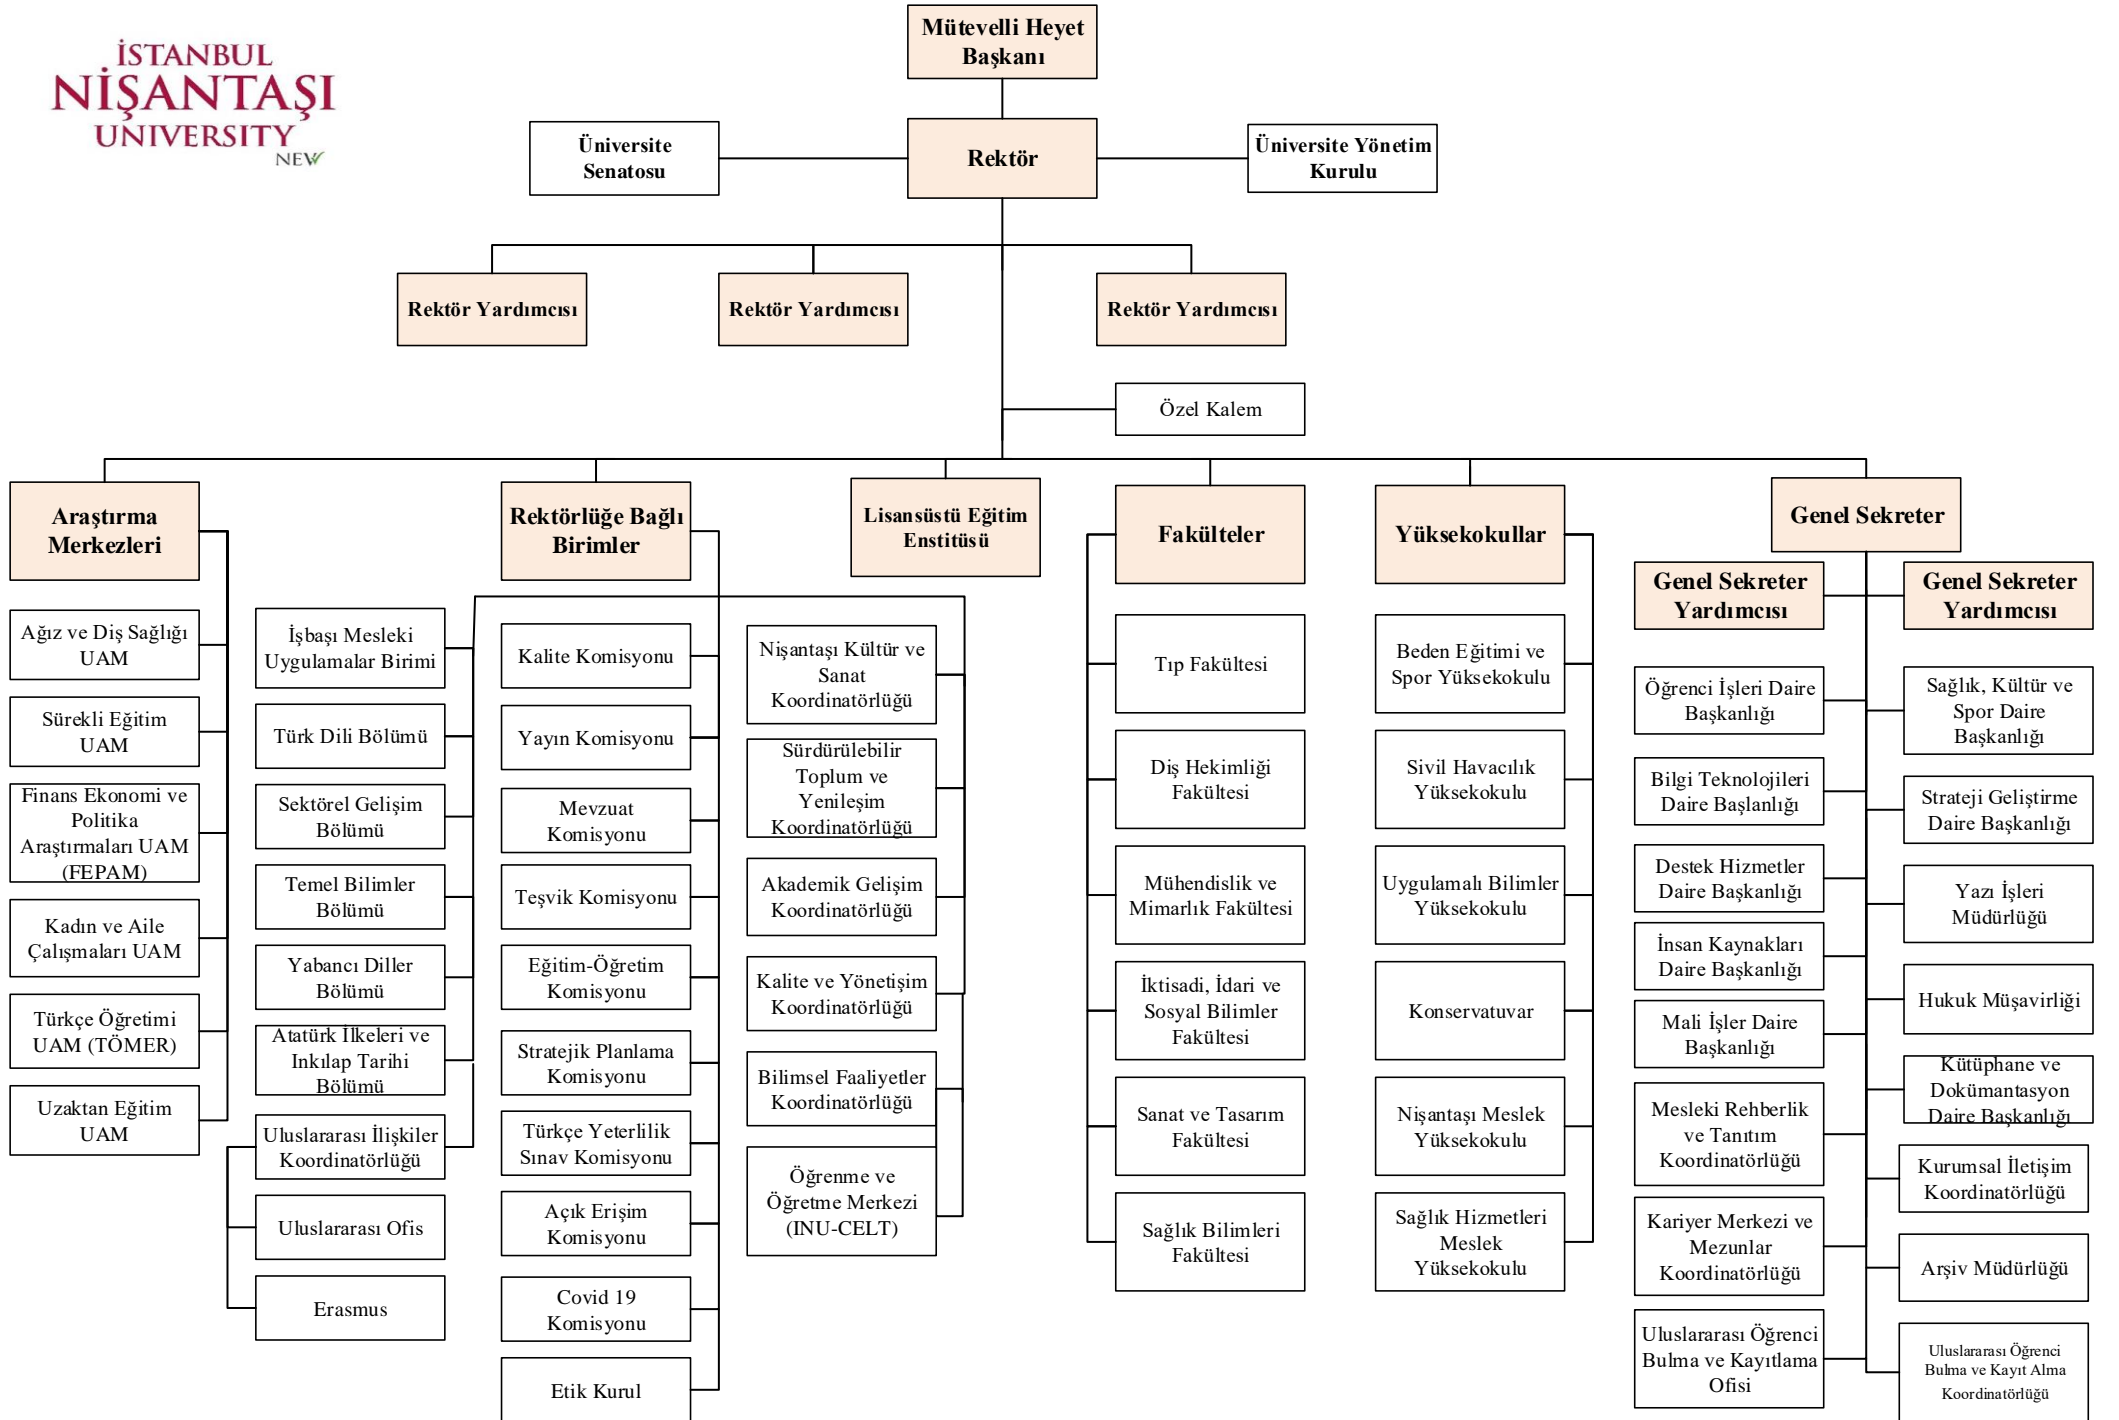 İSTANBUL
NİŞANTAŞI
UNIVERSITY
NEW
Mütevelli Heyet
Başkanı
Üniversite
Senatosu
Rektör
Üniversite Yönetim
Kurulu
Rektör Yardımcısı
Rektör Yardımcısı
Rektör Yardımcısı
Özel Kalem
Araştırma
Merkezleri
Ağız ve Diş Sağlığı
UAM
Sürekli Eğitim
UAM
Finans Ekonomi ve
Politika
Araştırmaları UAM
(FEPAM)
Kadın ve Aile
Çalışmaları UAM
Türkçe Öğretimi
UAM (TÖMER)
Uzaktan Eğitim
UAM
Rektörlüğe Bağlı
Birimler
İşbaşı Mesleki
Uygulamalar Birimi
Türk Dili Bölümü
Sektörel Gelişim
Bölümü
Temel Bilimler
Bölümü
Yabancı Diller
Bölümü
Atatürk İlkeleri ve
Inkılap Tarihi
Bölümü
Uluslararası İlişkiler
Koordinatörlüğü
Uluslararası Ofis
Erasmus
Kalite Komisyonu
Yayın Komisyonu
Mevzuat
Komisyonu
Teşvik Komisyonu
Eğitim-Öğretim
Komisyonu
Stratejik Planlama
Komisyonu
Türkçe Yeterlilik
Sınav Komisyonu
Açık Erişim
Komisyonu
Covid 19
Komisyonu
Etik Kurul
Nişantaşı Kültür ve
Sanat
Koordinatörlüğü
Sürdürülebilir
Toplum ve
Yenileşim
Koordinatörlüğü
Akademik Gelişim
Koordinatörlüğü
Kalite ve Yönetişim
Koordinatörlüğü
Bilimsel Faaliyetler
Koordinatörlüğü
Öğrenme ve
Öğretme Merkezi
(INU-CELT)
Lisansüstü Eğitim
Enstitüsü
Fakülteler
Tıp Fakültesi
Diş Hekimliği
Fakültesi
Mühendislik ve
Mimarlık Fakültesi
İktisadi, İdari ve
Sosyal Bilimler
Fakültesi
Sanat ve Tasarım
Fakültesi
Sağlık Bilimleri
Fakültesi
Yüksekokullar
Beden Eğitimi ve
Spor Yüksekokulu
Sivil Havacılık
Yüksekokulu
Uygulamalı Bilimler
Yüksekokulu
Konservatuvar
Nişantaşı Meslek
Yüksekokulu
Sağlık Hizmetleri
Meslek
Yüksekokulu
Genel Sekreter
Genel Sekreter
Yardımcısı
Öğrenci İşleri Daire
Başkanlığı
Bilgi Teknolojileri
Daire Başlanlığı
Destek Hizmetler
Daire Başkanlığı
İnsan Kaynakları
Daire Başkanlığı
Mali İşler Daire
Başkanlığı
Mesleki Rehberlik
ve Tanıtım
Koordinatörlüğü
Kariyer Merkezi ve
Mezunlar
Koordinatörlüğü
Uluslararası Öğrenci
Bulma ve Kayıtlama
Ofisi
Genel Sekreter
Yardımcısı
Sağlık, Kültür ve
Spor Daire
Başkanlığı
Strateji Geliştirme
Daire Başkanlığı
Yazı İşleri
Müdürlüğü
Hukuk Müşavirliği
Kütüphane ve
Dokümantasyon
Daire Başkanlığı
Kurumsal İletişim
Koordinatörlüğü
Arşiv Müdürlüğü
Uluslararası Öğrenci
Bulma ve Kayıt Alma
Koordinatörlüğü